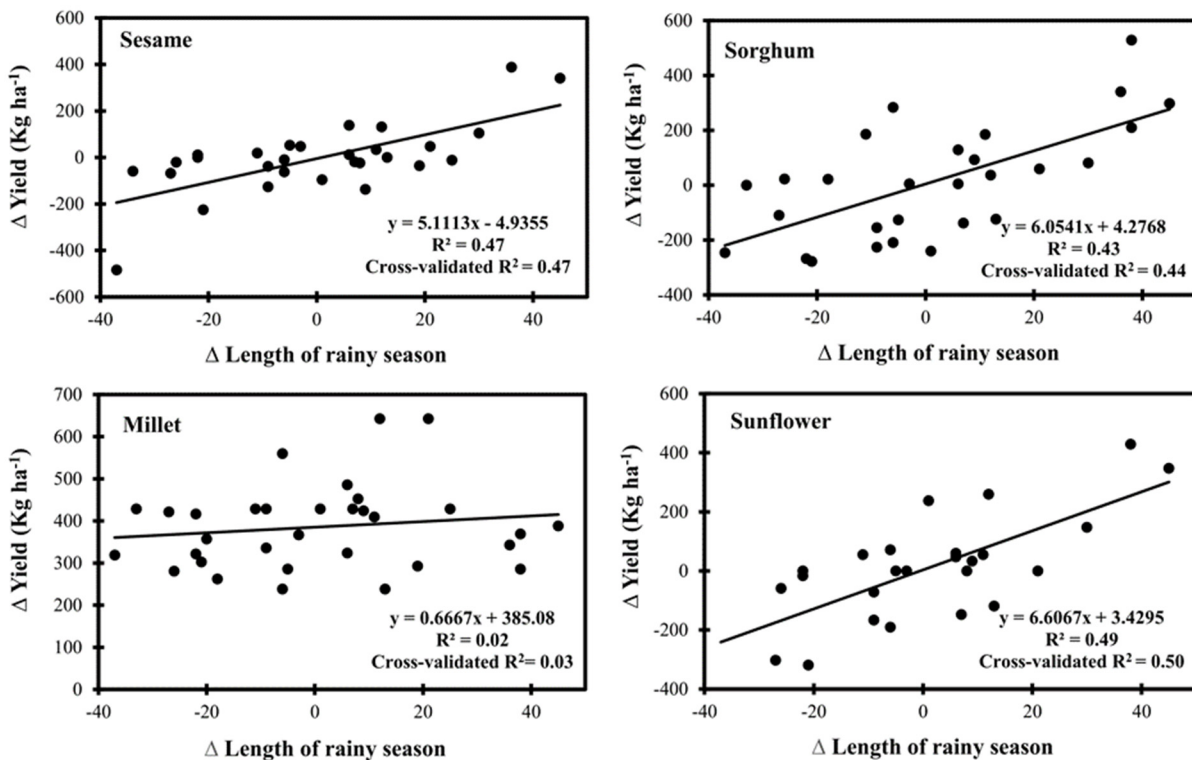 Sesame
Δ Yield (Kg ha⁻¹)
600
400
200
0
-200
-400
-600
y = 5.1113x - 4.9355
R² = 0.47
Cross-validated R² = 0.47
-40
-20
0
20
40
Δ Length of rainy season
Sorghum
Δ Yield (Kg ha⁻¹)
600
400
200
0
-200
-400
y = 6.0541x + 4.2768
R² = 0.43
Cross-validated R² = 0.44
-40
-20
0
20
40
Δ Length of rainy season
Millet
Δ Yield (Kg ha⁻¹)
700
600
500
400
300
200
100
0
y = 0.6667x + 385.08
R² = 0.02
Cross-validated R²= 0.03
-40
-20
0
20
40
Δ Length of rainy season
Sunflower
Δ Yield (Kg ha⁻¹)
600
400
200
0
-200
-400
y = 6.6067x + 3.4295
R² = 0.49
Cross-validated R² = 0.50
-40
-20
0
20
40
Δ Length of rainy season